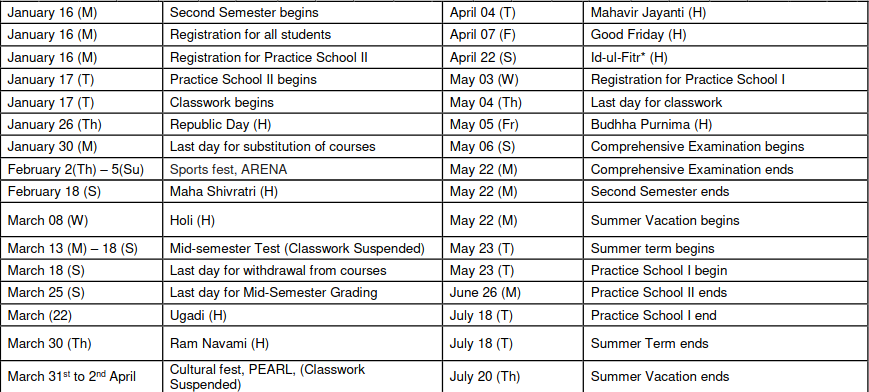 January 16 (M) Second Semester begins April 04 (T) Mahavir Jayanti (H)
January 16 (M) Registration for all students April 07 (F) Good Friday (H)
January 16 (M) Registration for Practice School II April 22 (S) Id-ul-Fitr* (H)
January 17 (T) Practice School II begins May 03 (W) Registration for Practice School I
January 17 (T) Classwork begins May 04 (Th) Last day for classwork
January 26 (Th) Republic Day (H) May 05 (Fr) Budhha Purnima (H)
January 30 (M) Last day for substitution of courses May 06 (S) Comprehensive Examination begins
February 2(Th) – 5(Su) Sports fest, ARENA May 22 (M) Comprehensive Examination ends
February 18 (S) Maha Shivratri (H) May 22 (M) Second Semester ends
March 08 (W) Holi (H) May 22 (M) Summer Vacation begins
March 13 (M) – 18 (S) Mid-semester Test (Classwork Suspended) May 23 (T) Summer term begins
March 18 (S) Last day for withdrawal from courses May 23 (T) Practice School I begin
March 25 (S) Last day for Mid-Semester Grading June 26 (M) Practice School II ends
March (22) Ugadi (H) July 18 (T) Practice School I end
March 30 (Th) Ram Navami (H) July 18 (T) Summer Term ends
March 31st to 2nd April Cultural fest, PEARL, (Classwork
Suspended) July 20 (Th) Summer Vacation ends